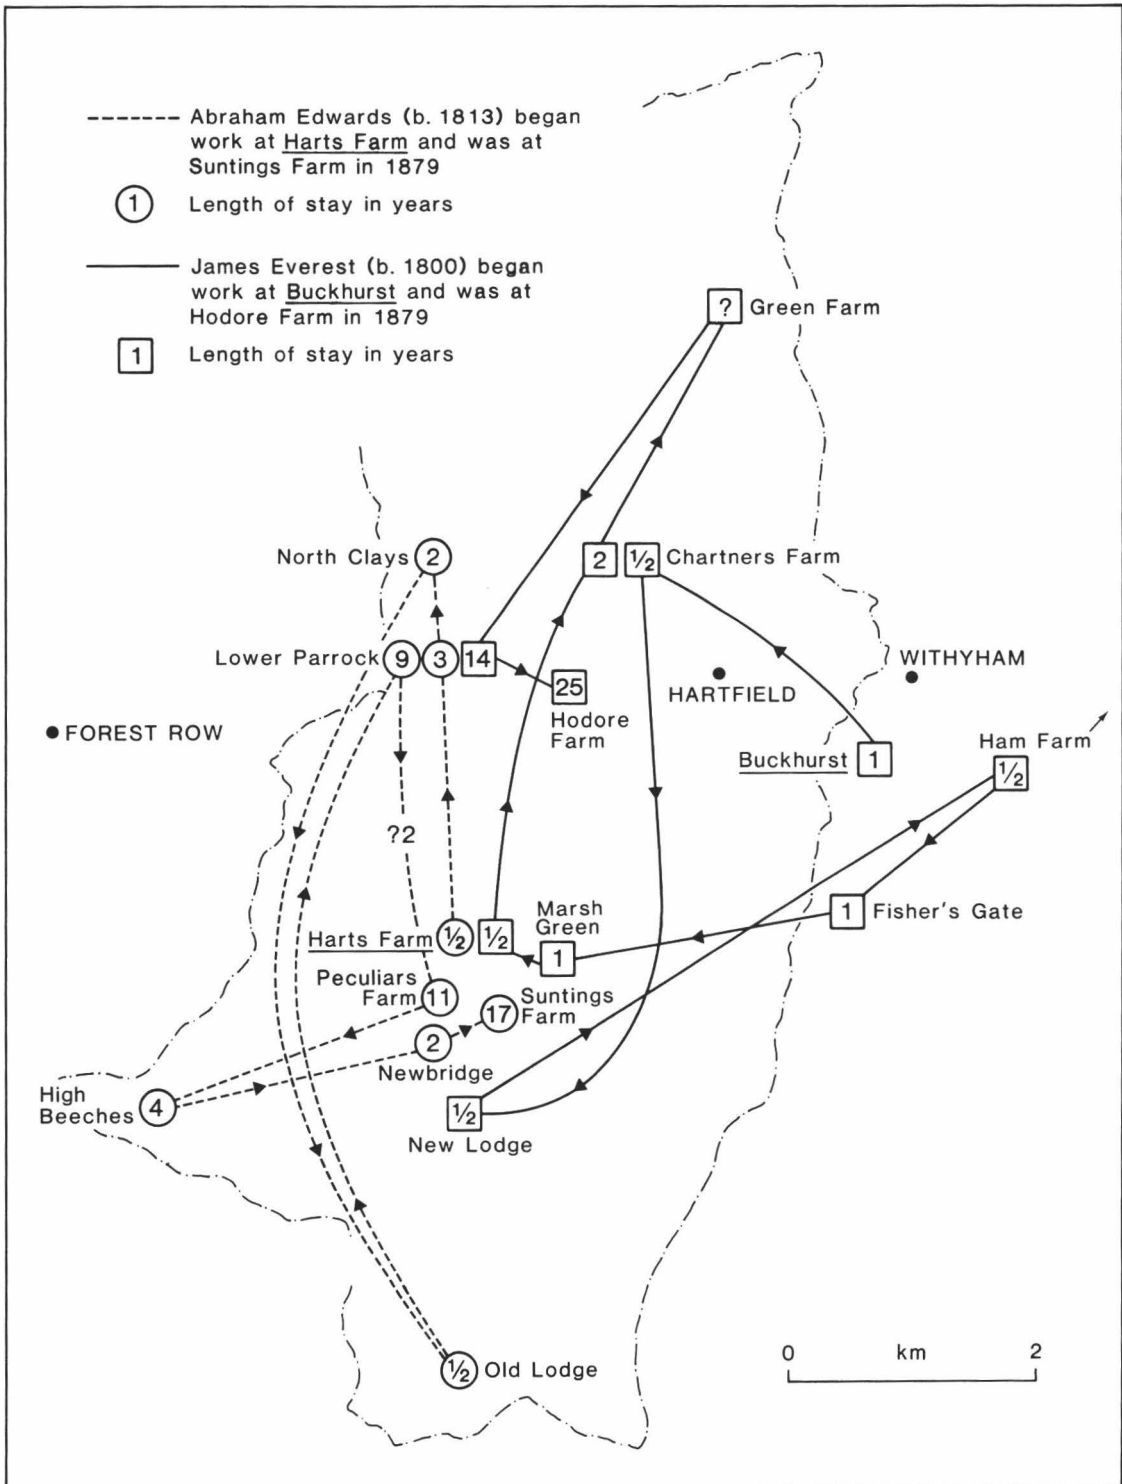 Abraham Edwards (b. 1813) began
work at Harts Farm and was at
Suntings Farm in 1879
1 Length of stay in years
James Everest (b. 1800) began
work at Buckhurst and was at
Hodore Farm in 1879
1 Length of stay in years
? Green Farm
North Clays 2
2
½ Chartners Farm
Lower Parrock 9 3 14
25
Hodore
Farm
HARTFIELD
WITHYHAM
FOREST ROW
Buckhurst 1
Ham Farm
½
?2
1 Fisher's Gate
Harts Farm ½
½
Marsh
Green
1
Peculiars
Farm 11
17 Suntings
Farm
2
Newbridge
High
Beeches 4
½
New Lodge
½ Old Lodge
0 km 2